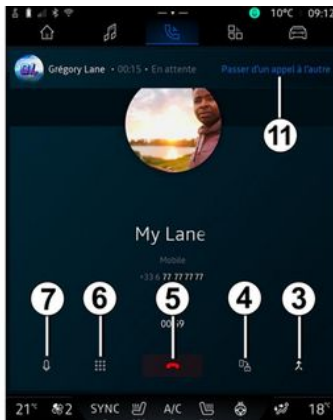 10°C 09:12
Grégory Lane • 00:15 • En attente Passer d'un appel à l'autre
11
My Lane
Mobile
+33 6 77 77 77 77
7 6 5 4 3
00:59
21° 2 SYNC A/C 18°